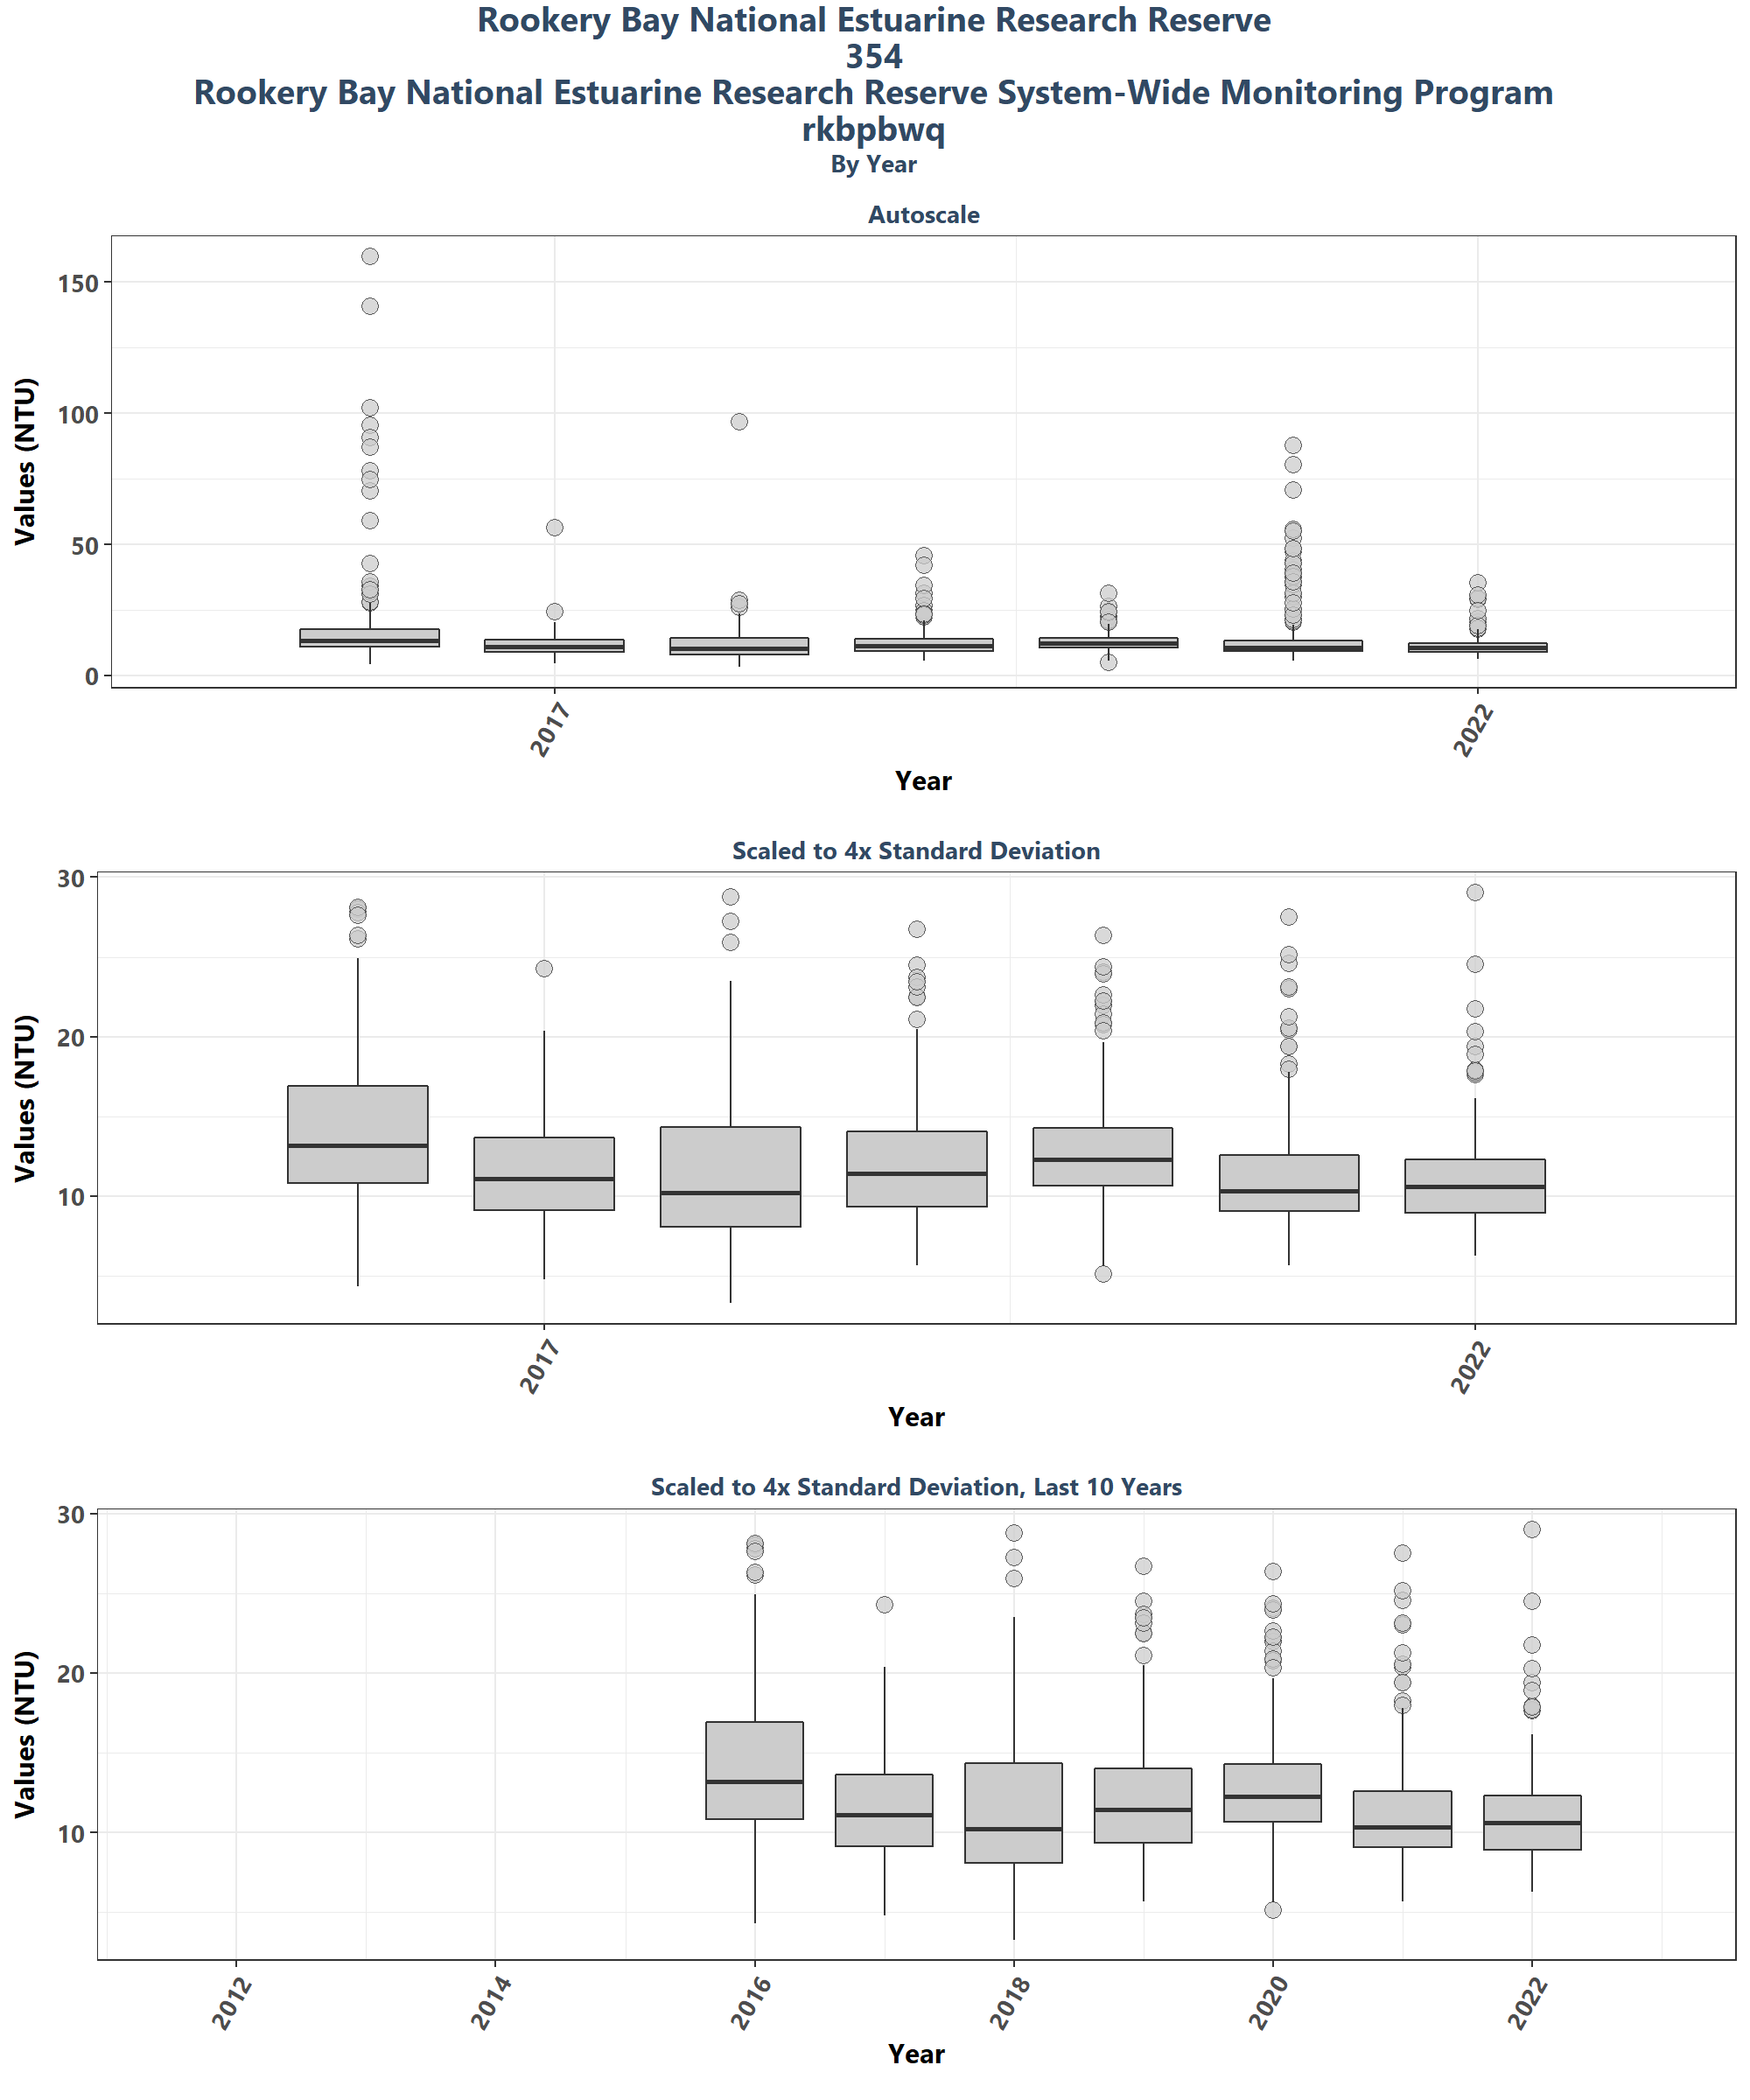 Rookery Bay National Estuarine Research Reserve
354
Rookery Bay National Estuarine Research Reserve System-Wide Monitoring Program
rkbpbwq
By Year
Autoscale
Values (NTU)
150
100
50
0
2017
2022
Year
Scaled to 4x Standard Deviation
Values (NTU)
30
20
10
2017
2022
Year
Scaled to 4x Standard Deviation, Last 10 Years
Values (NTU)
30
20
10
2012
2014
2016
2018
2020
2022
Year